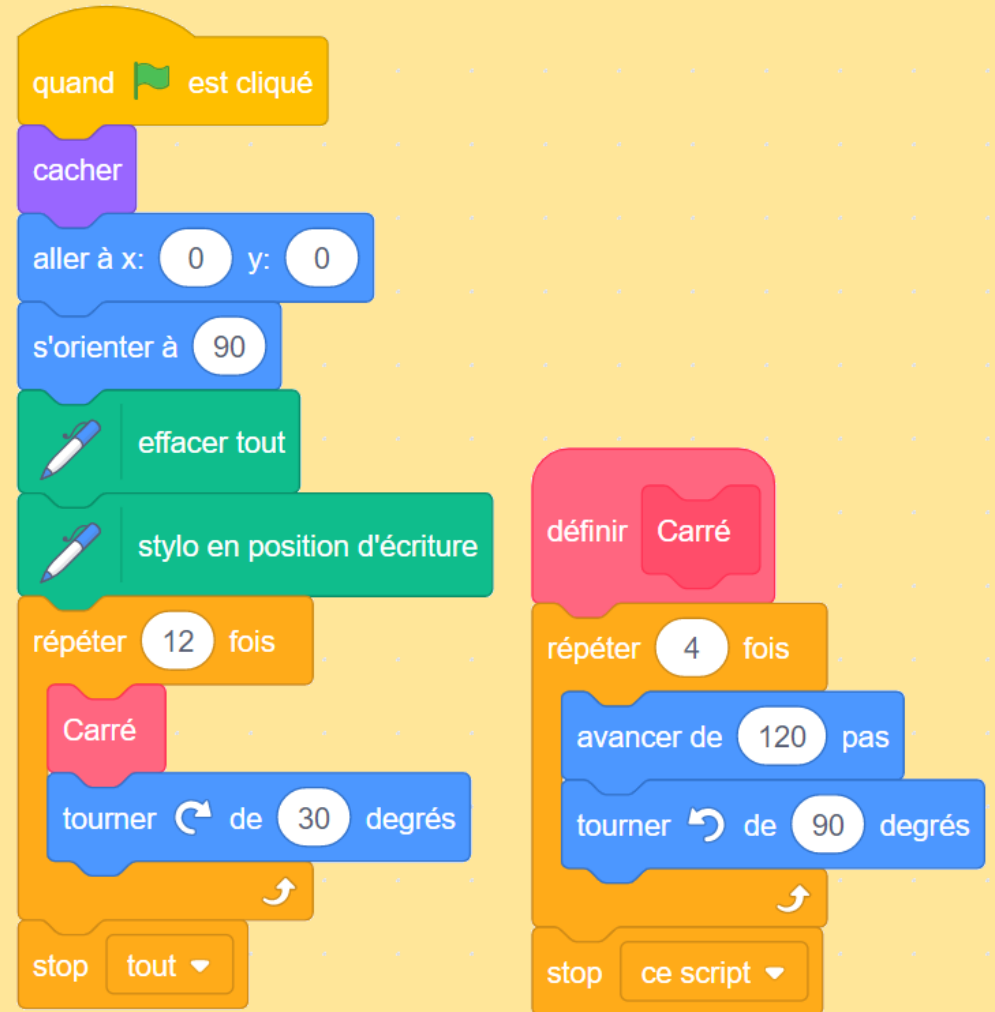 quand est cliqué
cacher
aller à x: 0 y: 0
s'orienter à 90
effacer tout
stylo en position d'écriture
répéter 12 fois
Carré
tourner de 30 degrés
stop tout
définir Carré
répéter 4 fois
avancer de 120 pas
tourner de 90 degrés
stop ce script